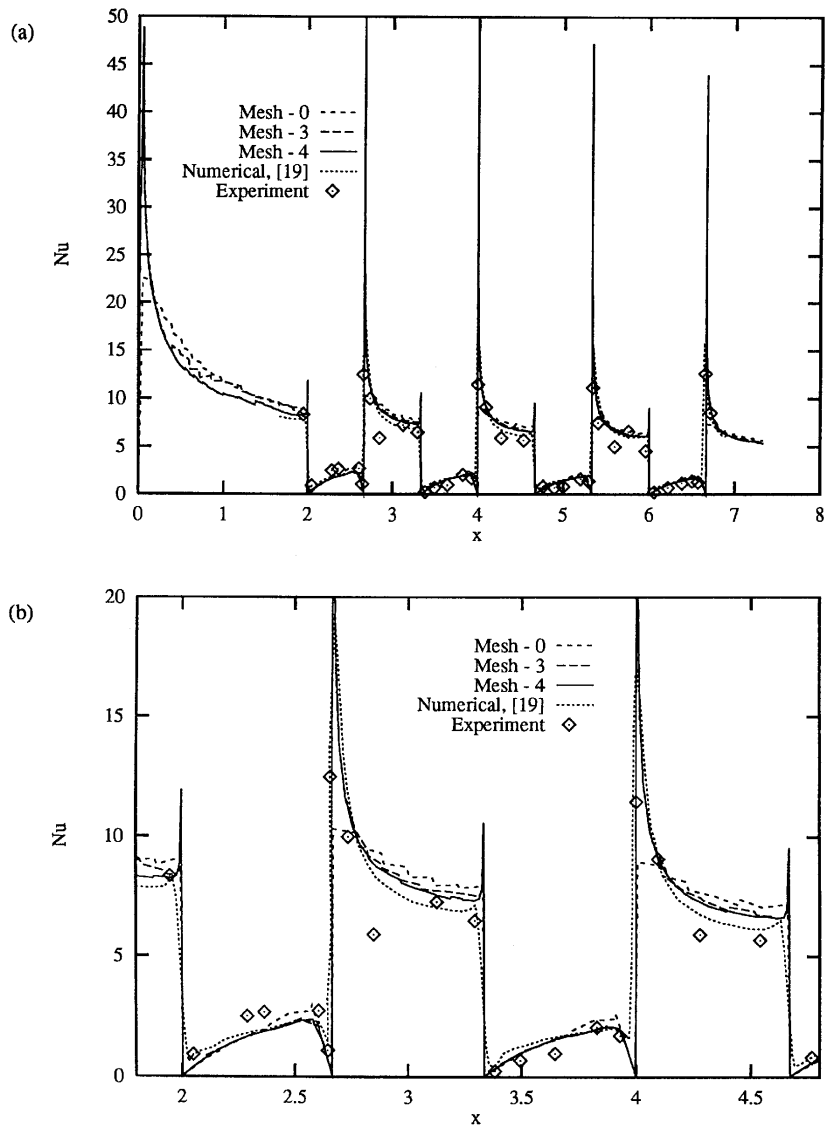 (a)
50
45
40
35
30
25
20
15
10
5
0
Nu
Mesh - 0
Mesh - 3
Mesh - 4
Numerical, [19]
Experiment
0 1 2 3 4 5 6 7 8
x
(b)
20
15
10
5
0
Nu
Mesh - 0
Mesh - 3
Mesh - 4
Numerical, [19]
Experiment
2 2.5 3 3.5 4 4.5
x